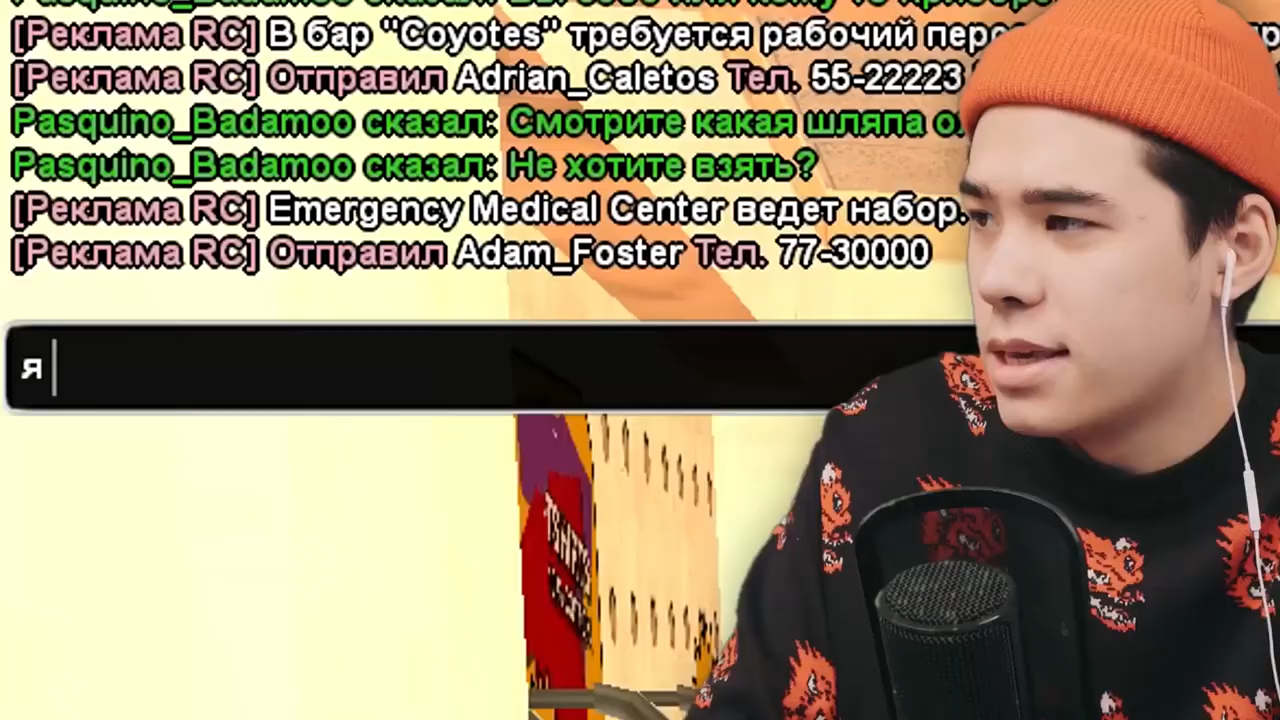 [Реклама RC] В бар "Coyotes" требуется рабочий
[Реклама RC] Отправил Adrian_Caletos Тел. 55-22223
Pasquino_Badamoo сказал: Смотрите какая шляпа
Pasquino_Badamoo сказал: Не хотите взять?
[Реклама RC] Emergency Medical Center ведет набор.
[Реклама RC] Отправил Adam_Foster Тел. 77-30000
я